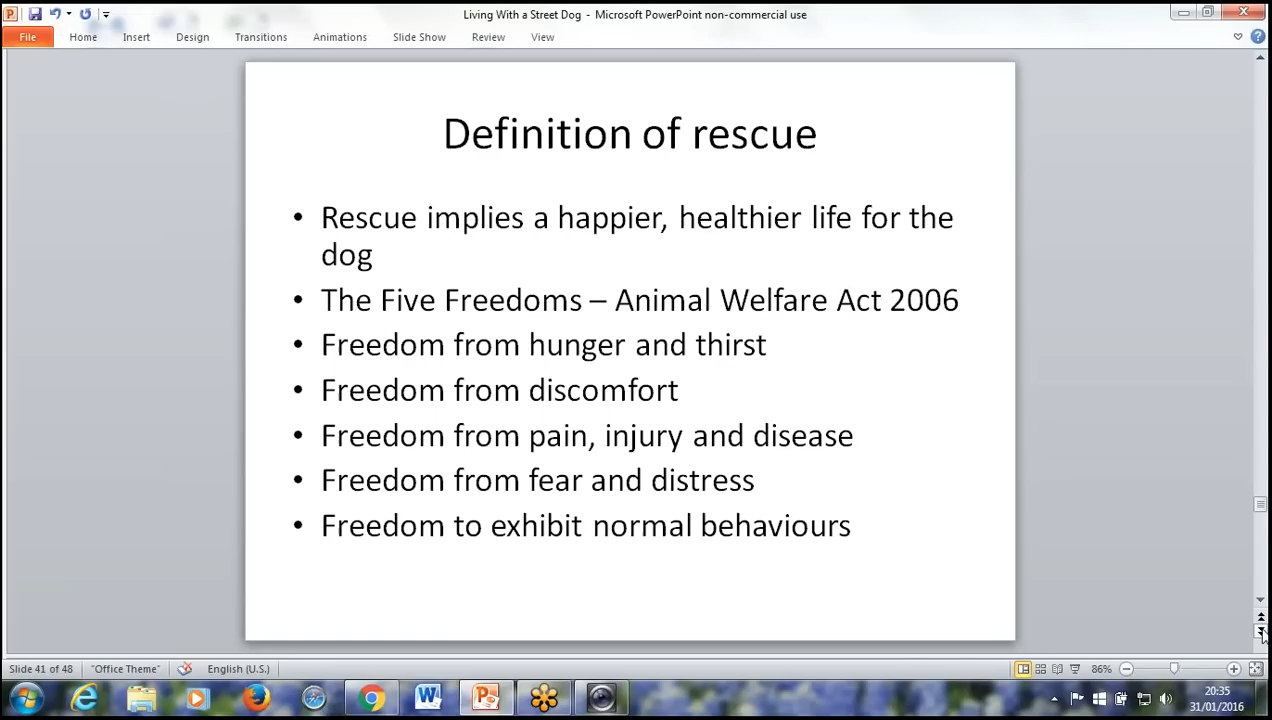 Living With a Street Dog - Microsoft PowerPoint non-commercial use
File Home Insert Design Transitions Animations Slide Show Review View
Definition of rescue
• Rescue implies a happier, healthier life for the
dog
• The Five Freedoms – Animal Welfare Act 2006
• Freedom from hunger and thirst
• Freedom from discomfort
• Freedom from pain, injury and disease
• Freedom from fear and distress
• Freedom to exhibit normal behaviours
Slide 41 of 48 "Office Theme" English (U.S.) 86%
20:35
31/01/2016